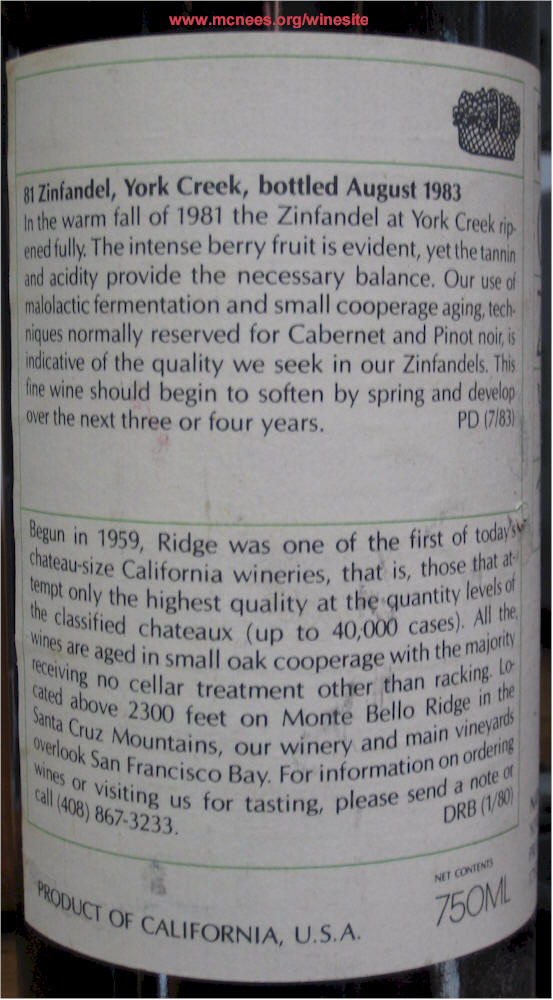 www.mcnees.org/winesite
81 Zinfandel, York Creek, bottled August 1983
In the warm fall of 1981 the Zinfandel at York Creek rip-
ened fully. The intense berry fruit is evident, yet the tannin
and acidity provide the necessary balance. Our use of
malolactic fermentation and small cooperage aging, tech-
niques normally reserved for Cabernet and Pinot noir, is
indicative of the quality we seek in our Zinfandels. This
fine wine should begin to soften by spring and develop
over the next three or four years. PD (7/83)
Begun in 1959, Ridge was one of the first of today's
chateau-size California wineries, that is, those that at-
tempt only the highest quality at the quantity levels of
the classified chateaux (up to 40,000 cases). All the
wines are aged in small oak cooperage with the majority
receiving no cellar treatment other than racking. Lo-
cated above 2300 feet on Monte Bello Ridge in the
Santa Cruz Mountains, our winery and main vineyards
overlook San Francisco Bay. For information on ordering
wines or visiting us for tasting, please send a note or
call (408) 867-3233. DRB (1/80)
NET CONTENTS
PRODUCT OF CALIFORNIA, U.S.A. 750ML